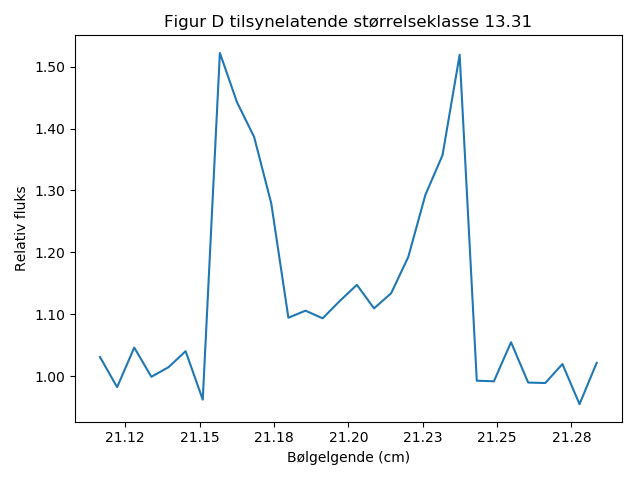 Figur D tilsynelatende størrelseklasse 13.31
Relativ fluks
1.50
1.40
1.30
1.20
1.10
1.00
21.12 21.15 21.18 21.20 21.23 21.25 21.28
Bølgelgende (cm)